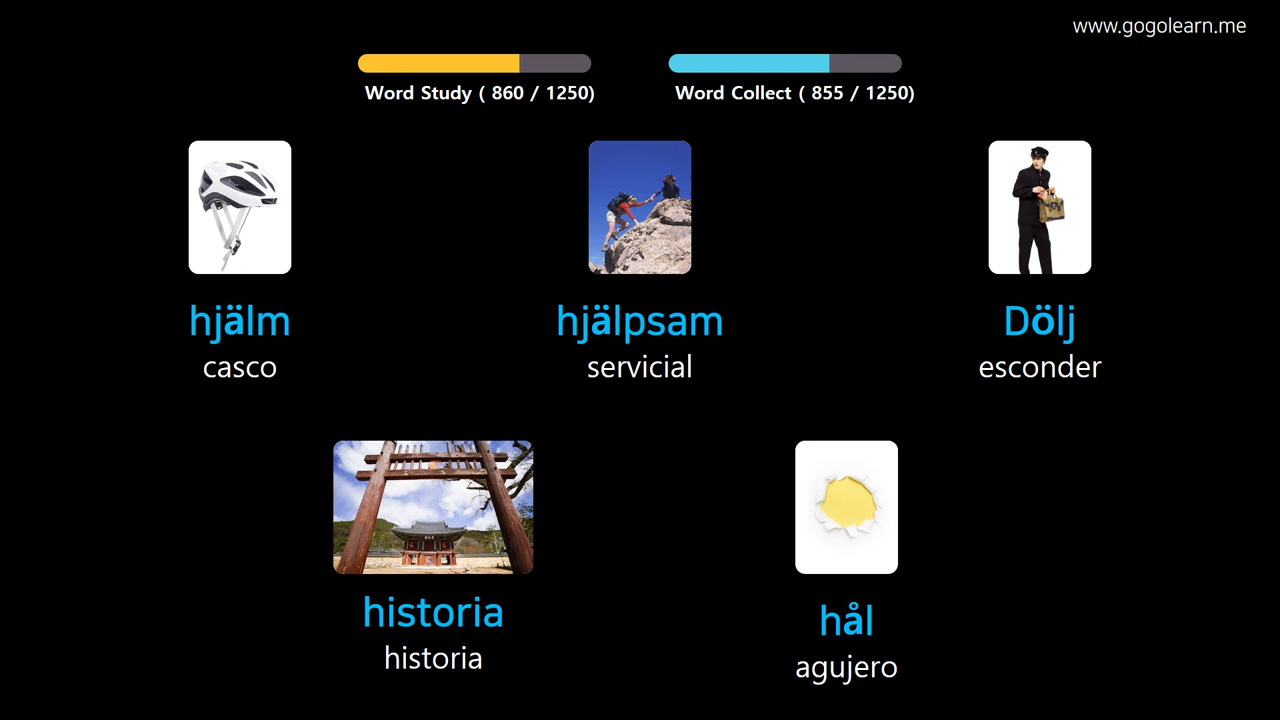 www.gogolearn.me
Word Study ( 860 / 1250)
Word Collect ( 855 / 1250)
hjälm
casco
hjälpsam
servicial
Dölj
esconder
historia
historia
hål
agujero